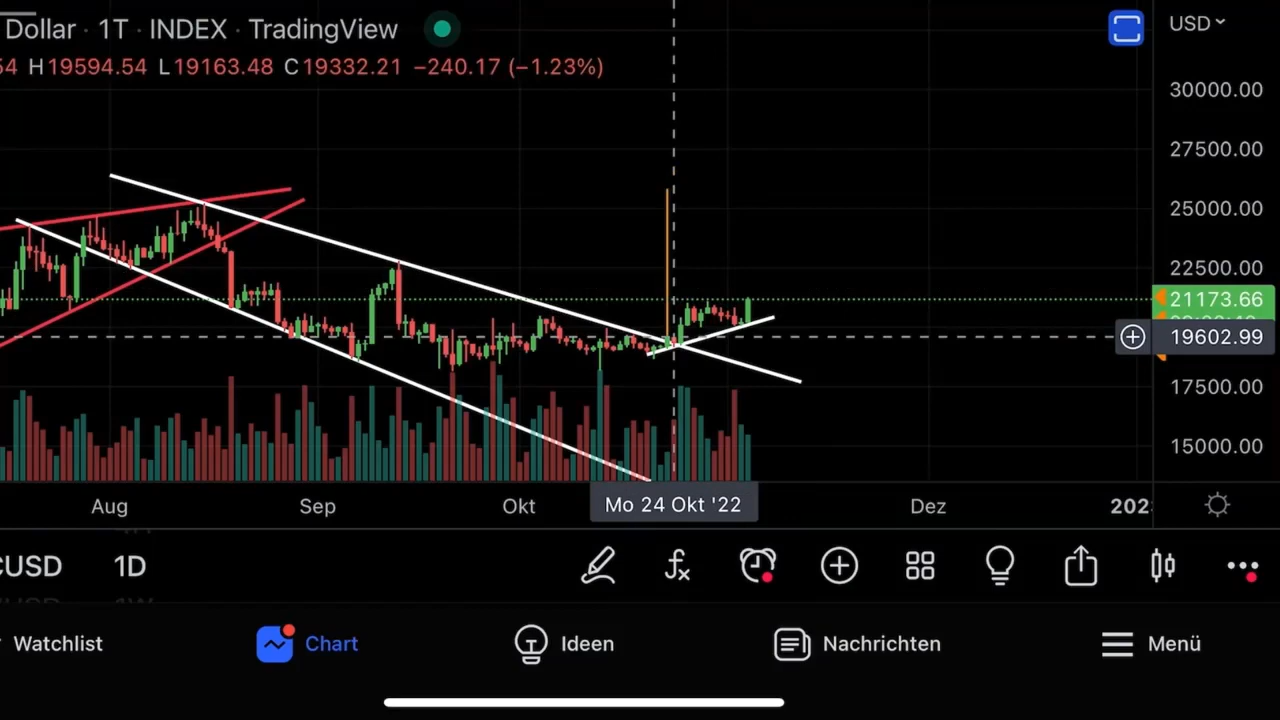 Dollar · 1T · INDEX · TradingView
54 H19594.54 L19163.48 C19332.21 −240.17 (−1.23%)
USD
30000.00
27500.00
25000.00
22500.00
21173.66
19602.99
17500.00
15000.00
Aug Sep Okt Mo 24 Okt '22 Dez 202
CUSD 1D
Watchlist Chart Ideen Nachrichten Menü